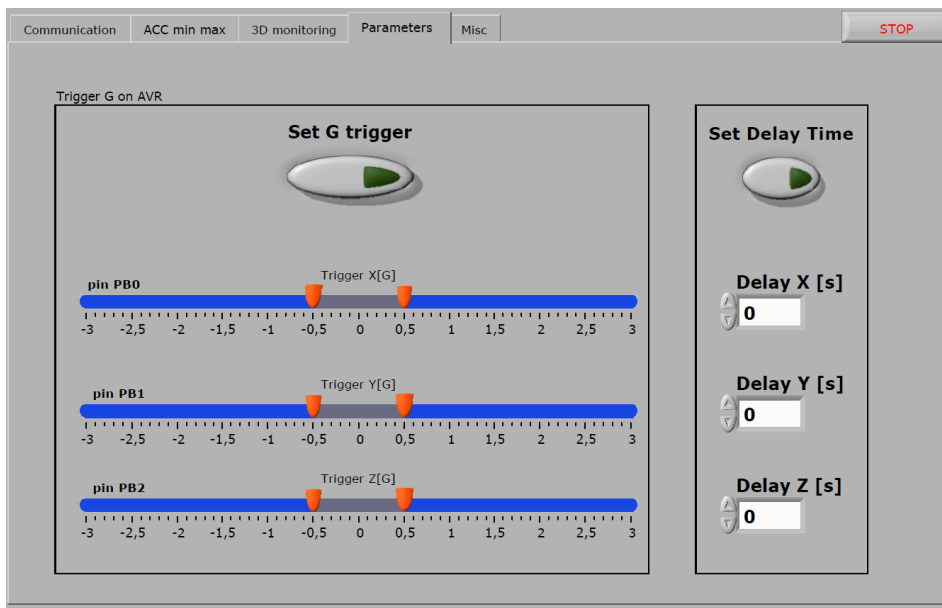 Communication ACC min max 3D monitoring Parameters Misc STOP
Trigger G on AVR
Set G trigger
pin PB0 Trigger X[G]
-3 -2,5 -2 -1,5 -1 -0,5 0 0,5 1 1,5 2 2,5 3
pin PB1 Trigger Y[G]
-3 -2,5 -2 -1,5 -1 -0,5 0 0,5 1 1,5 2 2,5 3
pin PB2 Trigger Z[G]
-3 -2,5 -2 -1,5 -1 -0,5 0 0,5 1 1,5 2 2,5 3
Set Delay Time
Delay X [s]
0
Delay Y [s]
0
Delay Z [s]
0